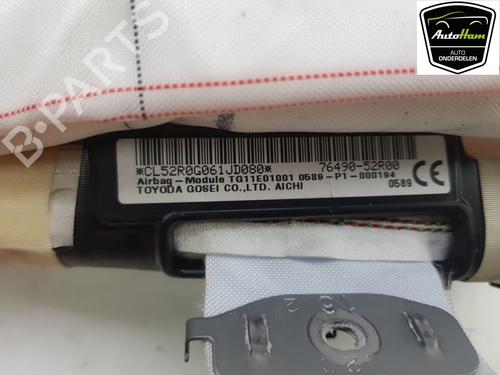 AutoHam
AUTO
ONDERDELEN
B-PARTS
*CL52R0G061JD080* 76490-52R00
Airbag-Module TG11E01001 0589-P1-000194
TOYODA GOSEI CO.,LTD. AICHI
CE
0589